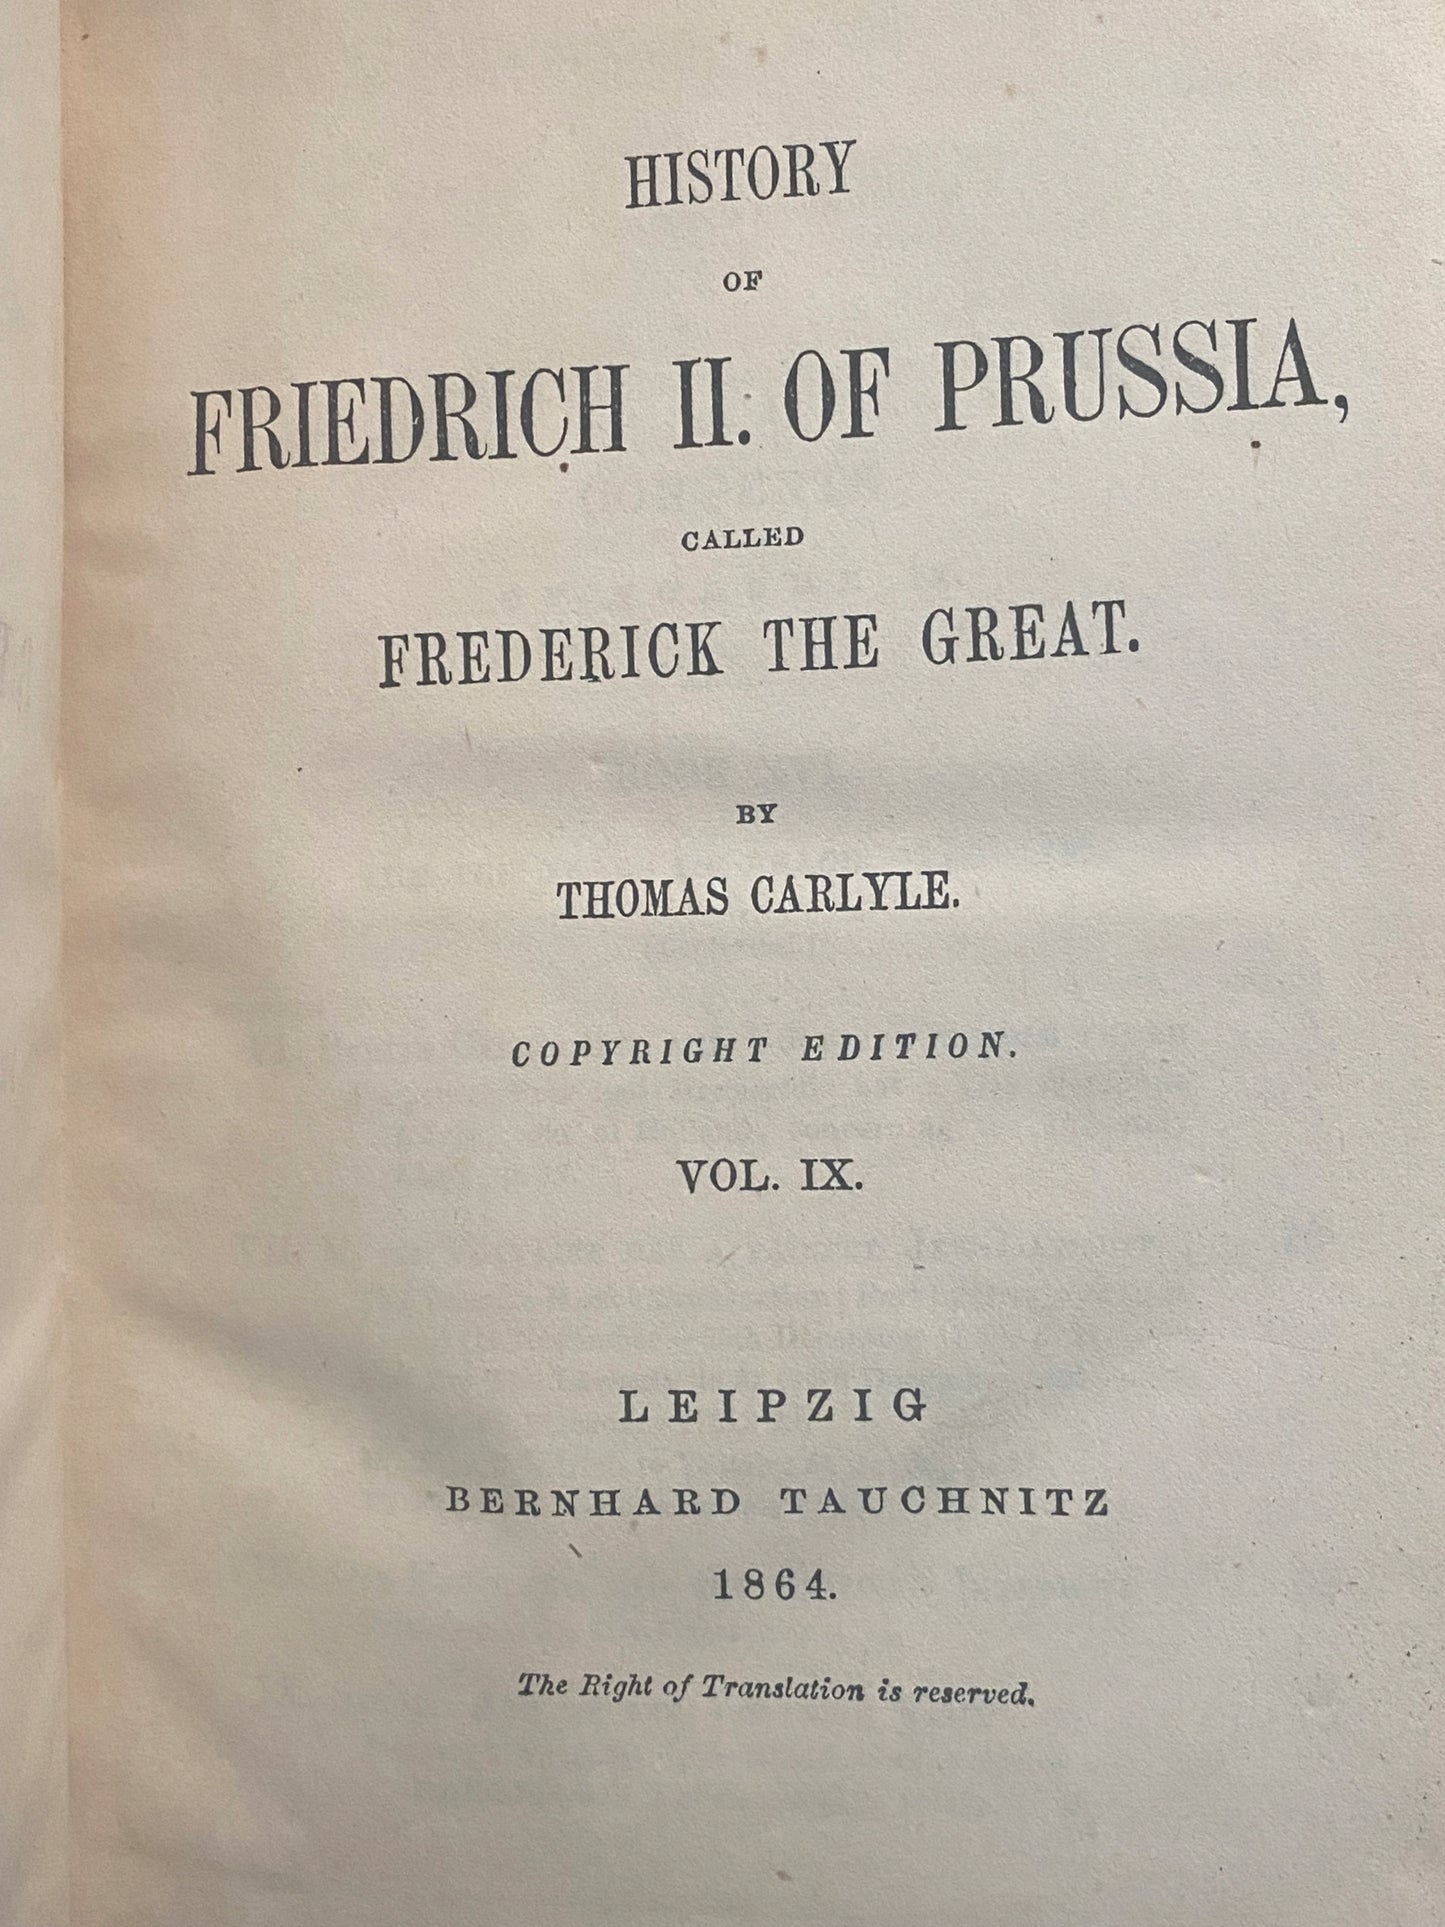 HISTORY
OF
FRIEDRICH II. OF PRUSSIA,
CALLED
FREDERICK THE GREAT.
BY
THOMAS CARLYLE.
COPYRIGHT EDITION.
VOL. IX.
LEIPZIG
BERNHARD TAUCHNITZ
1864.
The Right of Translation is reserved.